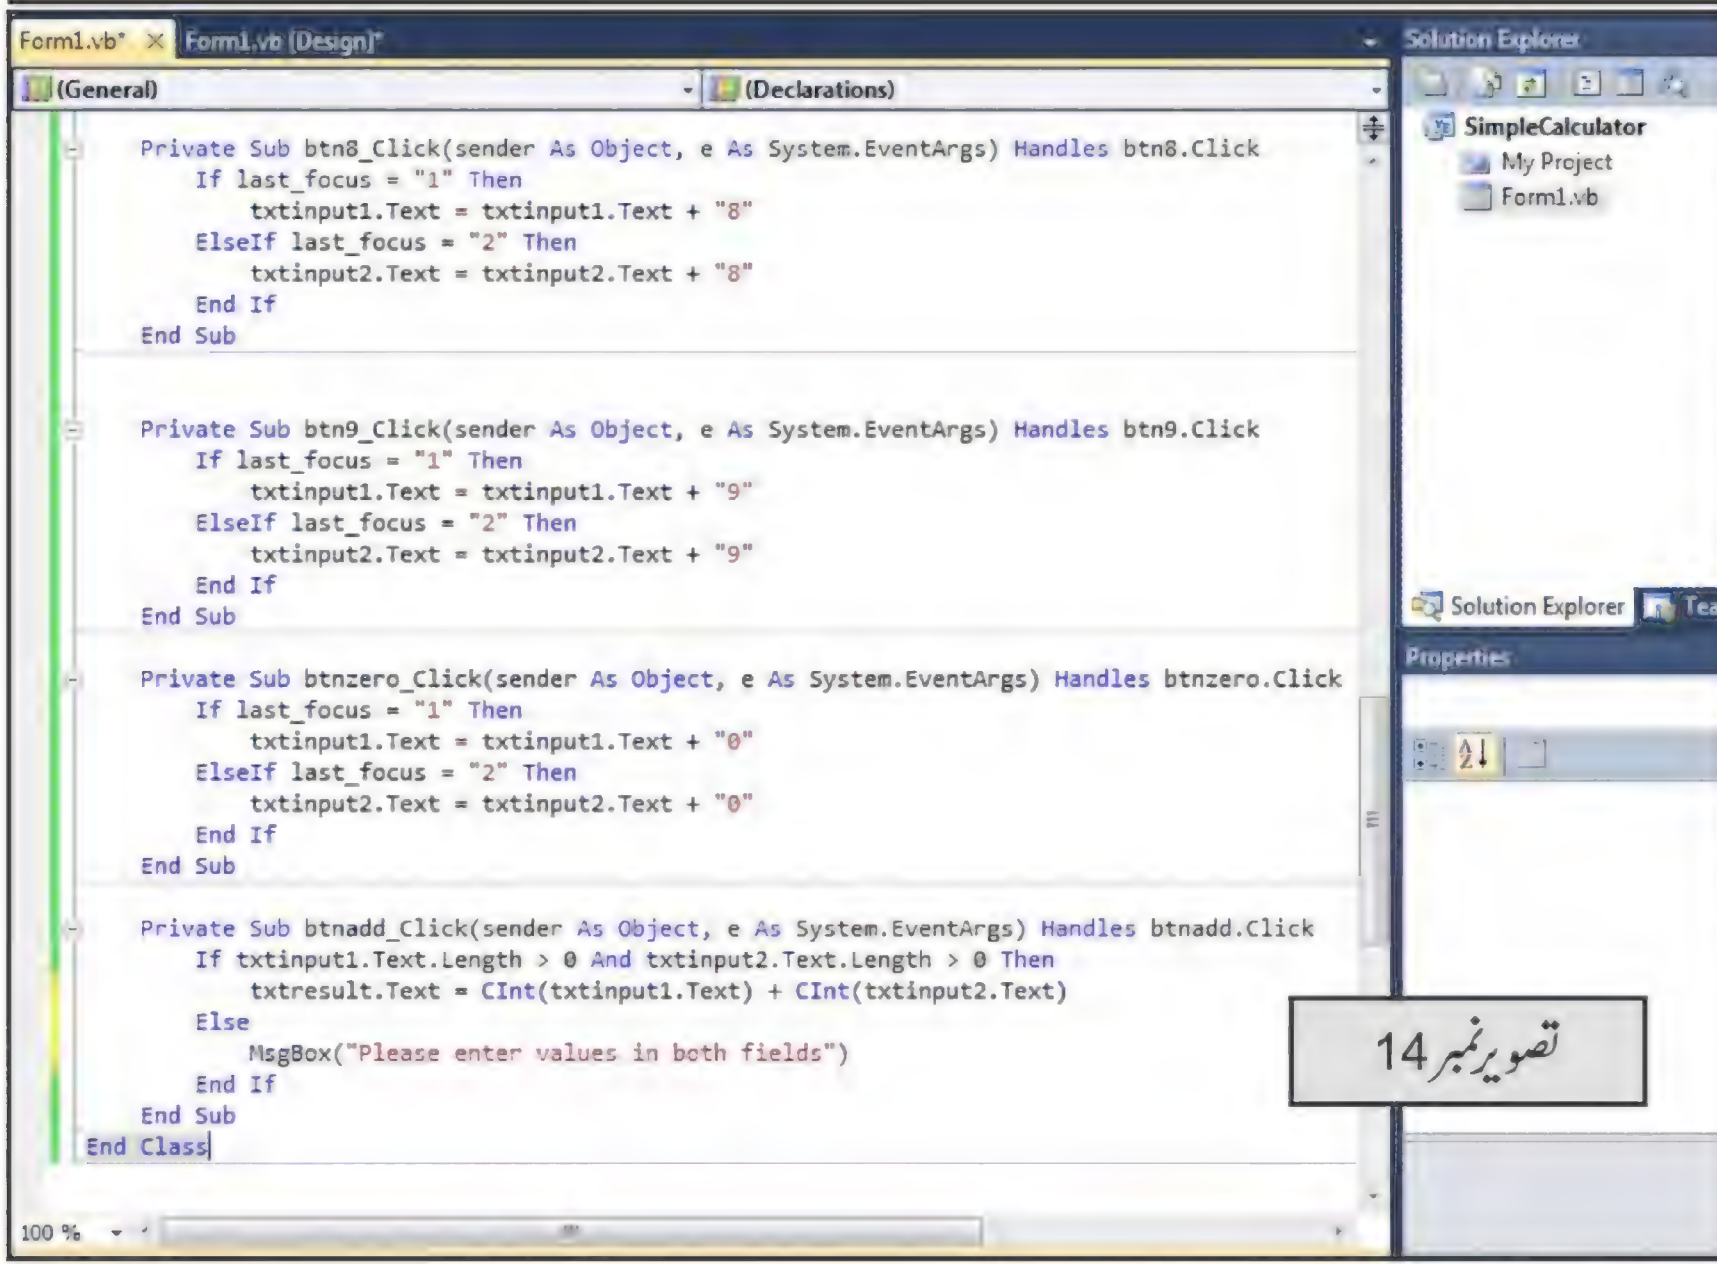 Form1.vb* × Form1.vb [Design]*
(General) (Declarations)
Private Sub btn8_Click(sender As Object, e As System.EventArgs) Handles btn8.Click
If last_focus = "1" Then
txtinput1.Text = txtinput1.Text + "8"
ElseIf last_focus = "2" Then
txtinput2.Text = txtinput2.Text + "8"
End If
End Sub
Private Sub btn9_Click(sender As Object, e As System.EventArgs) Handles btn9.Click
If last_focus = "1" Then
txtinput1.Text = txtinput1.Text + "9"
ElseIf last_focus = "2" Then
txtinput2.Text = txtinput2.Text + "9"
End If
End Sub
Private Sub btnzero_Click(sender As Object, e As System.EventArgs) Handles btnzero.Click
If last_focus = "1" Then
txtinput1.Text = txtinput1.Text + "0"
ElseIf last_focus = "2" Then
txtinput2.Text = txtinput2.Text + "0"
End If
End Sub
Private Sub btnadd_Click(sender As Object, e As System.EventArgs) Handles btnadd.Click
If txtinput1.Text.Length > 0 And txtinput2.Text.Length > 0 Then
txtresult.Text = CInt(txtinput1.Text) + CInt(txtinput2.Text)
Else
MsgBox("Please enter values in both fields")
End If
End Sub
End Class
100 %
Solution Explorer
SimpleCalculator
My Project
Form1.vb
Solution Explorer Tea
Properties
تصویر نمبر 14